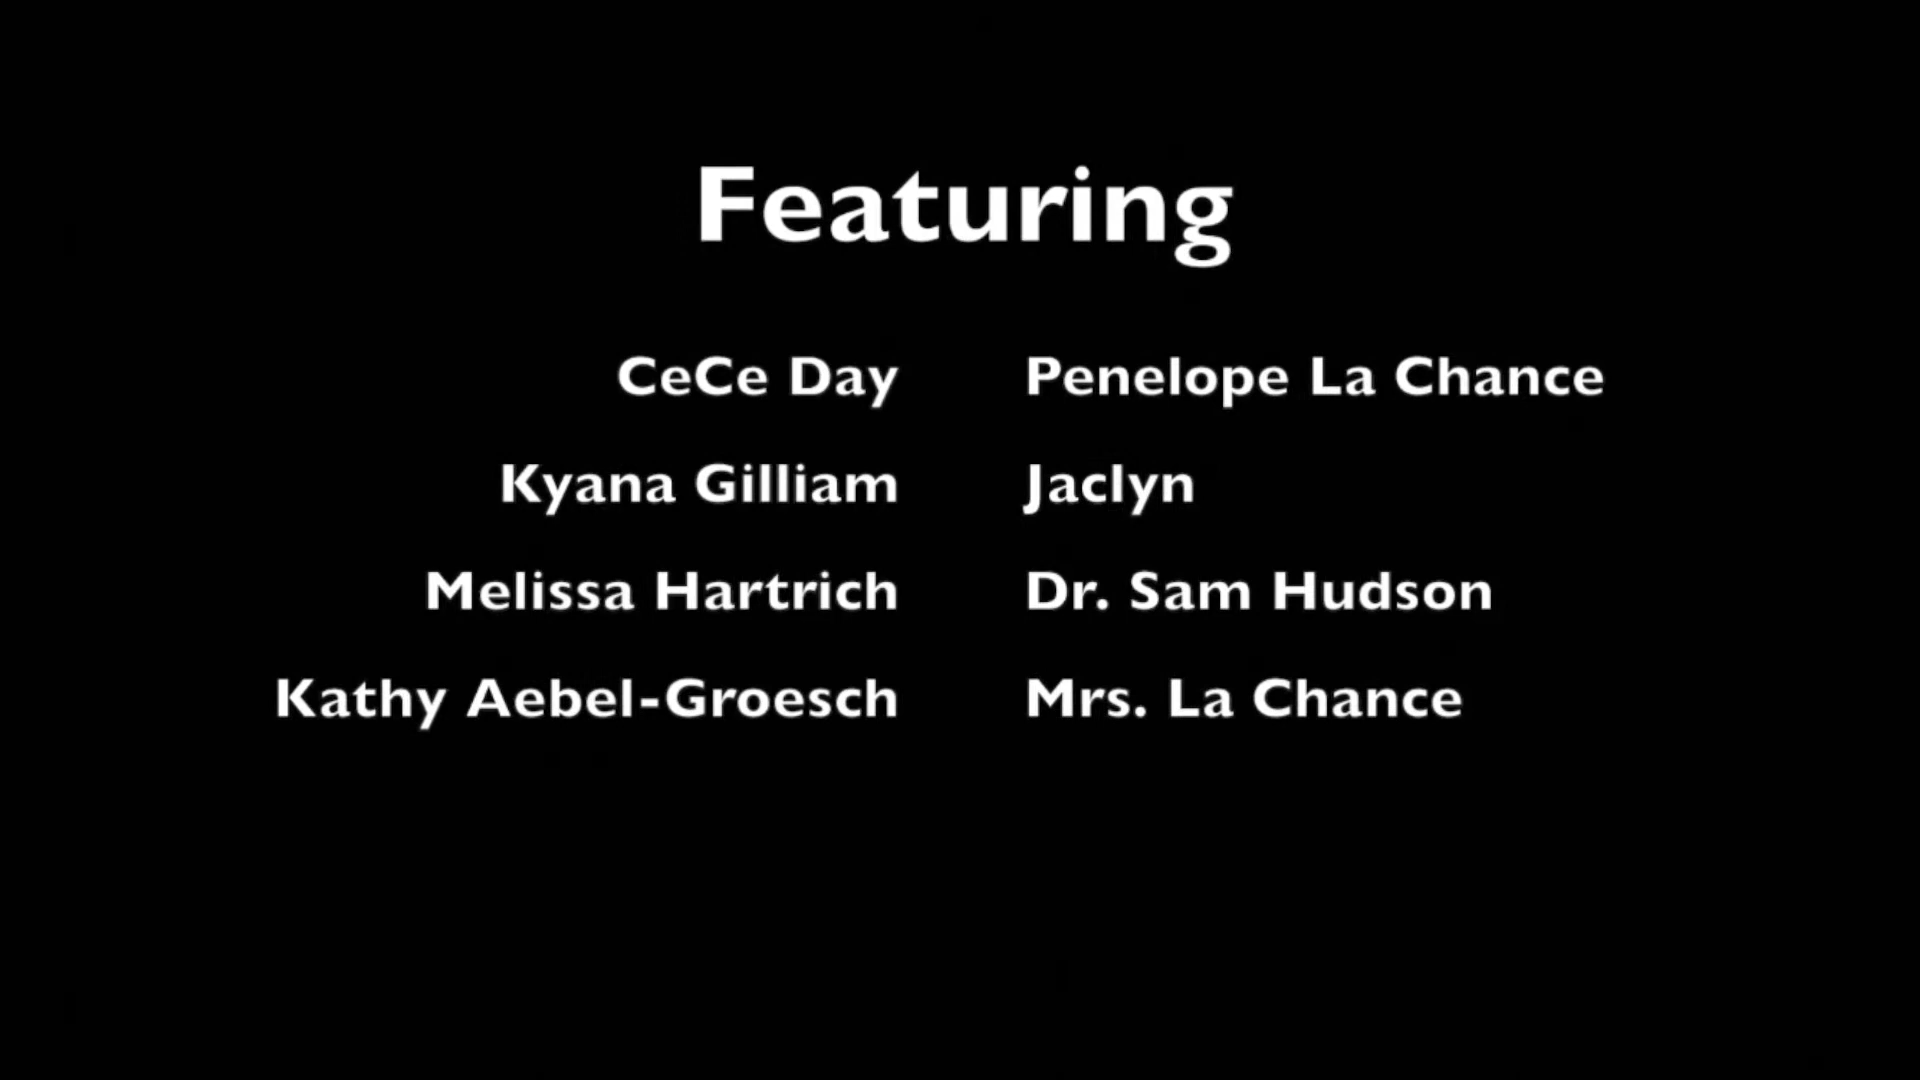 Featuring
CeCe Day Penelope La Chance
Kyana Gilliam Jaclyn
Melissa Hartrich Dr. Sam Hudson
Kathy Aebel-Groesch Mrs. La Chance